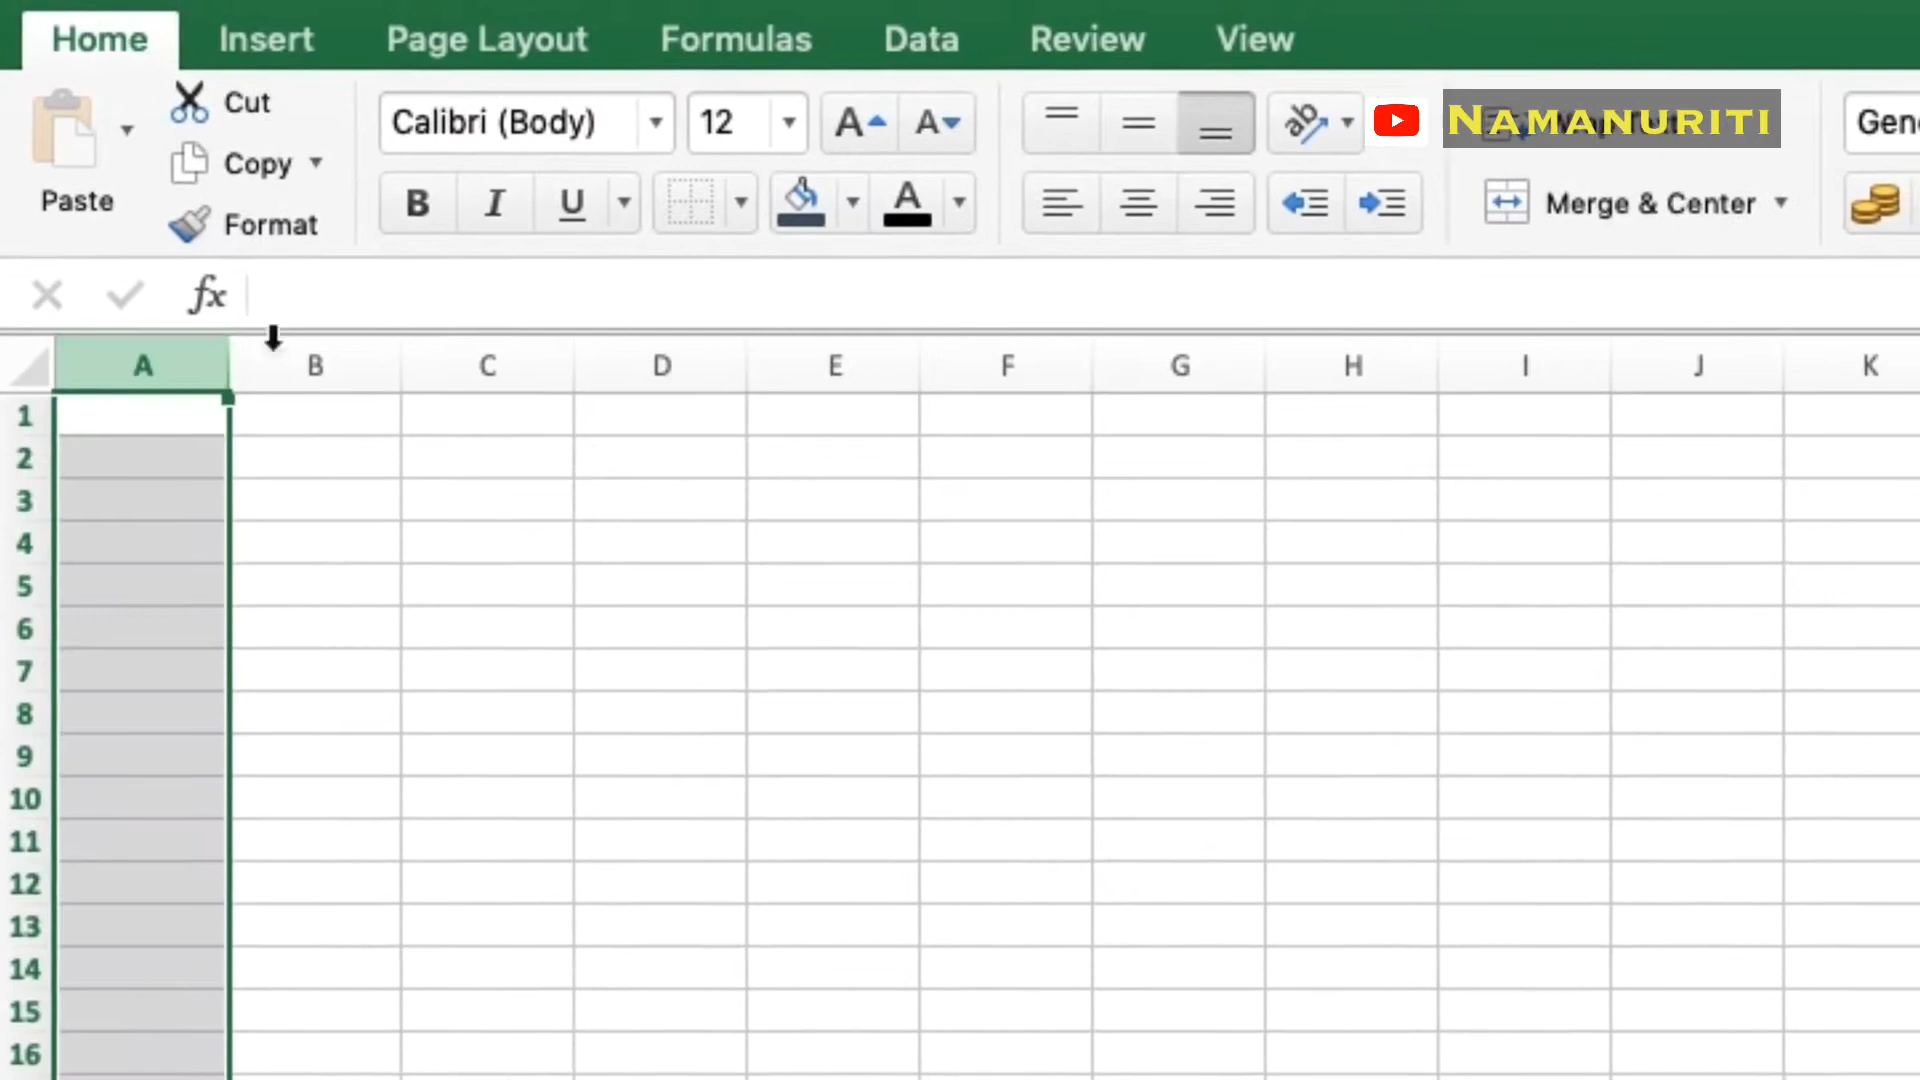 Home Insert Page Layout Formulas Data Review View
Cut
Calibri (Body) 12 A A ab NAMANURITI
Copy
Paste B I U A Merge & Center
Format
fx
A B C D E F G H I J K
1
2
3
4
5
6
7
8
9
10
11
12
13
14
15
16